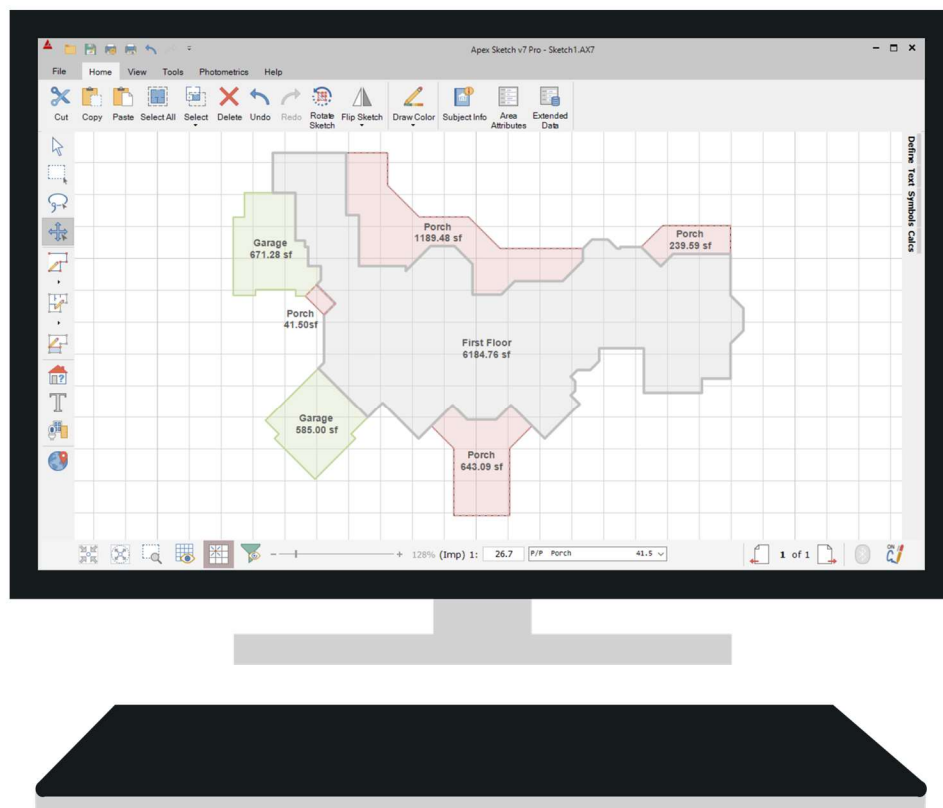 Apex Sketch v7 Pro - Sketch1.AX7
File Home View Tools Photometrics Help
Cut Copy Paste Select All Select Delete Undo Redo Rotate Sketch Flip Sketch Draw Color Subject Info Area Attributes Extended Data
Define Text Symbols Calcs
Porch
1189.48 sf
Porch
239.59 sf
Garage
671.28 sf
Porch
41.50sf
First Floor
6184.76 sf
Garage
585.00 sf
Porch
643.09 sf
128% (Imp) 1: 26.7 P/P Porch 41.5 1 of 1 ON